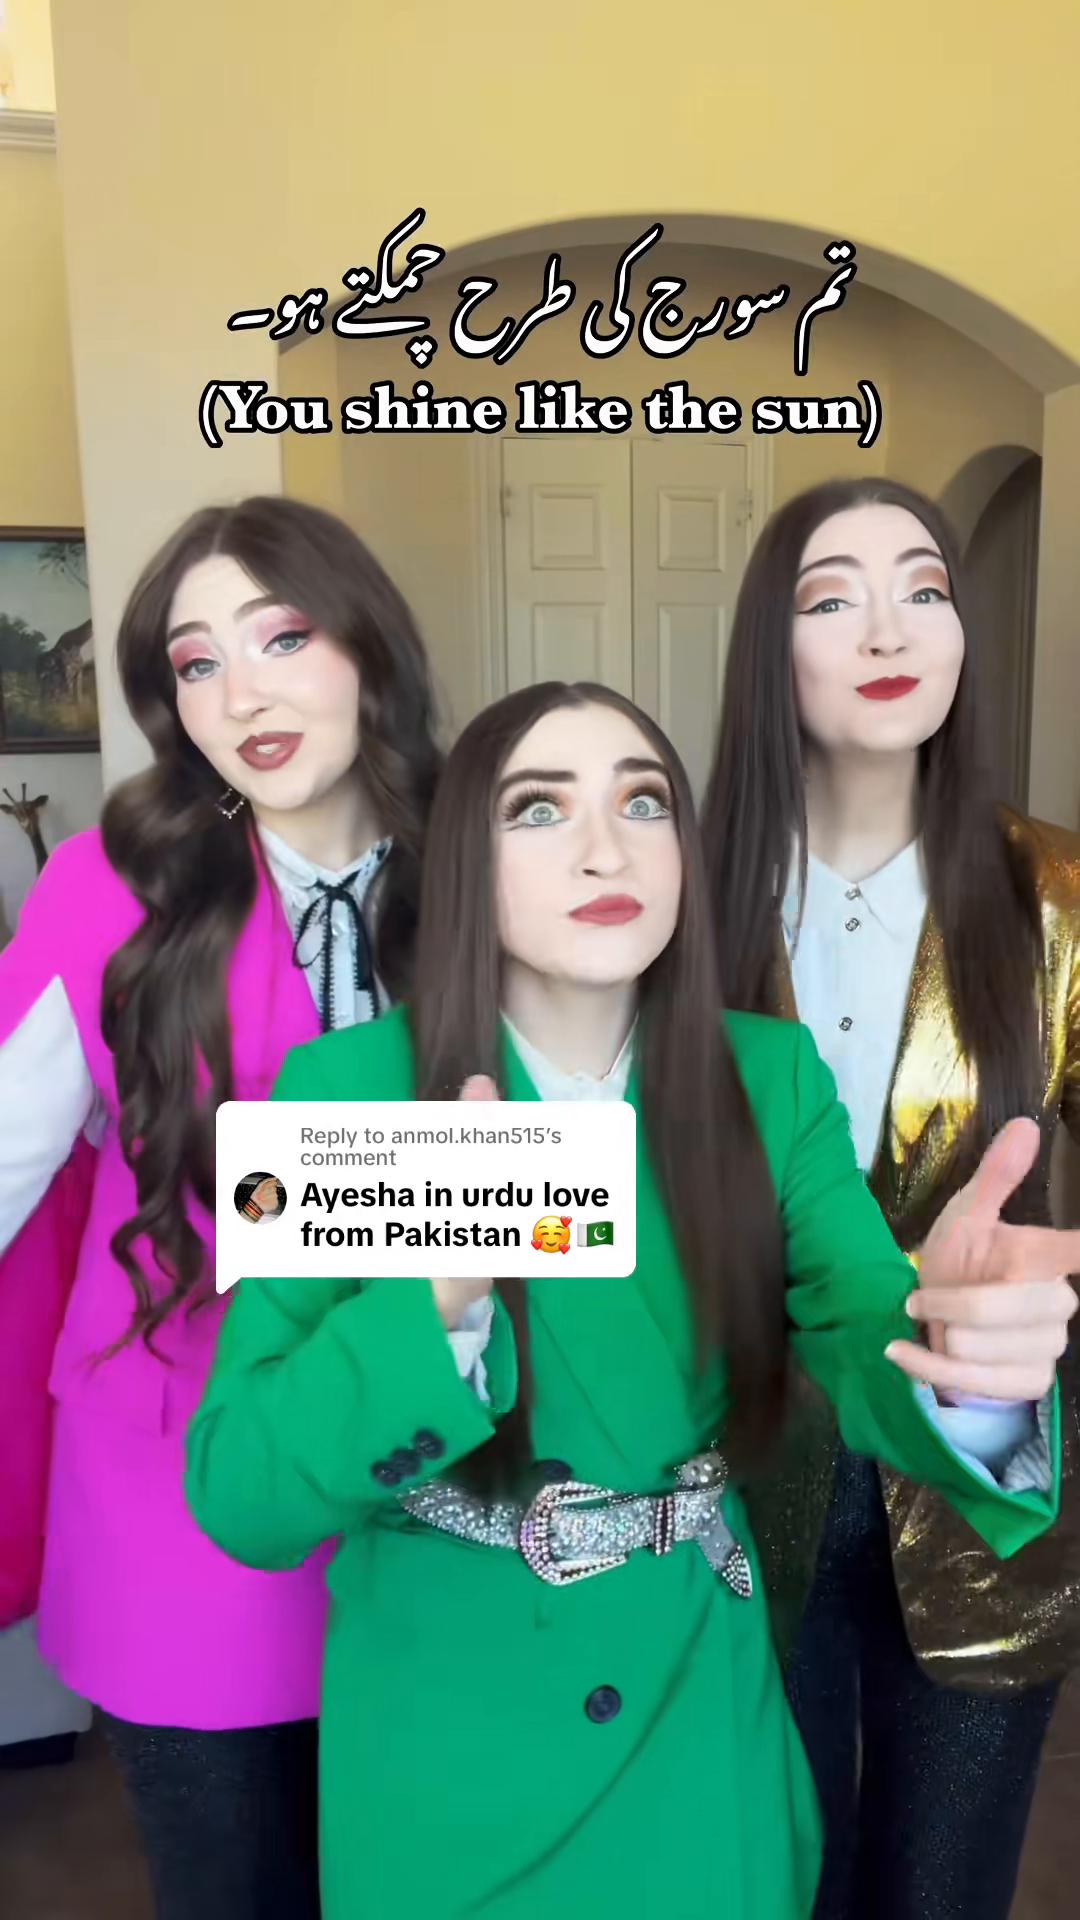 تم سورج کی طرح چمکتے ہو۔
(You shine like the sun)
Reply to anmol.khan515's
comment
Ayesha in urdu love
from Pakistan 🥰🇵🇰